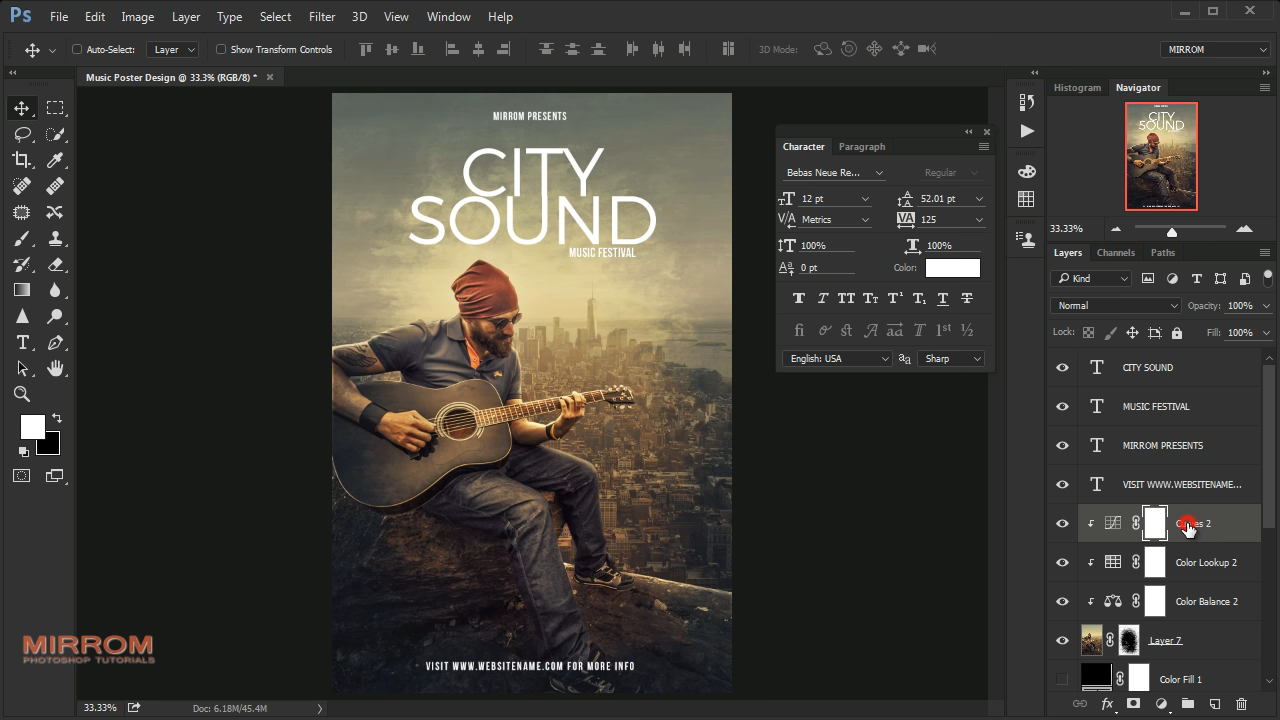 Ps File Edit Image Layer Type Select Filter 3D View Window Help
Auto-Select: Layer Show Transform Controls 3D Mode: MIRROM
Music Poster Design @ 33.3% (RGB/8) *
Histogram Navigator
MIRROM PRESENTS
CITY
SOUND
MUSIC FESTIVAL
VISIT WWW.WEBSITENAME.COM FOR MORE INFO
Character Paragraph
Bebas Neue Re... Regular
12 pt 52.01 pt
Metrics 125
100% 100%
0 pt Color:
English: USA Sharp
CITY
SOUND
33.33%
Layers Channels Paths
Kind
Normal Opacity: 100%
Lock: Fill: 100%
CITY SOUND
MUSIC FESTIVAL
MIRROM PRESENTS
VISIT WWW.WEBSITENAME...
Curves 2
Color Lookup 2
Color Balance 2
Layer 7
Color Fill 1
MIRROM
PHOTOSHOP TUTORIALS
33.33% Doc: 6.18M/45.4M